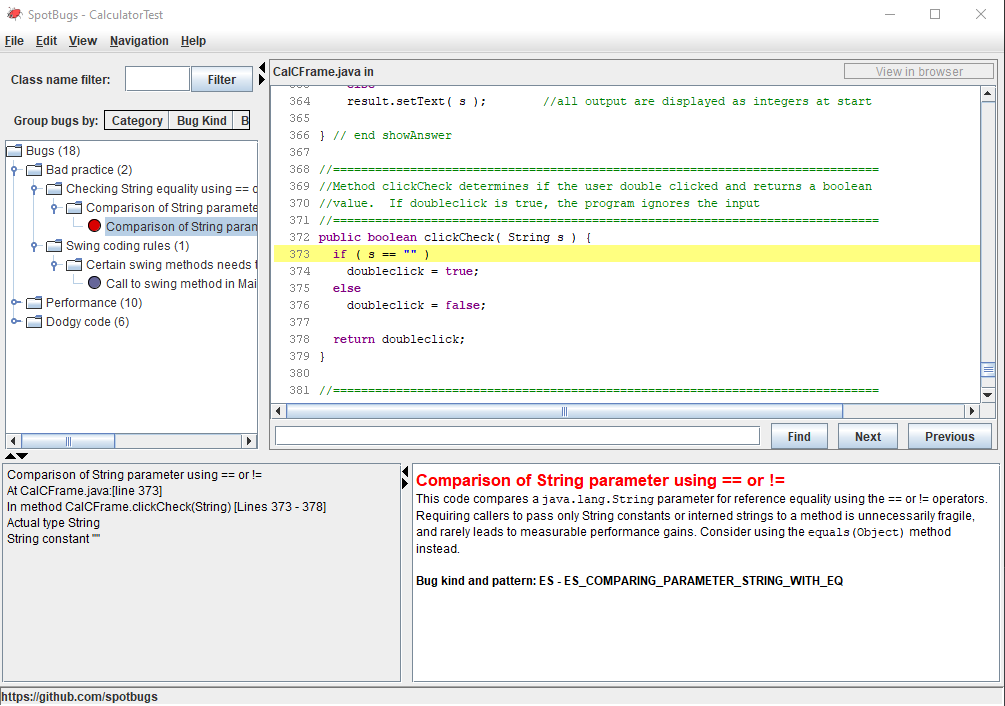 SpotBugs - CalculatorTest
File Edit View Navigation Help
Class name filter: Filter
Group bugs by: Category Bug Kind B
Bugs (18)
Bad practice (2)
Checking String equality using == o
Comparison of String paramete
Comparison of String param
Swing coding rules (1)
Certain swing methods needs t
Call to swing method in Mai
Performance (10)
Dodgy code (6)
CalCFrame.java in
View in browser
364 result.setText( s ); //all output are displayed as integers at start
365
366 } // end showAnswer
367
368 //==============================================================================
369 //Method clickCheck determines if the user double clicked and returns a boolean
370 //value. If doubleclick is true, the program ignores the input
371 //==============================================================================
372 public boolean clickCheck( String s ) {
373 if ( s == "" )
374 doubleclick = true;
375 else
376 doubleclick = false;
377
378 return doubleclick;
379 }
380
381 //==============================================================================
Find Next Previous
Comparison of String parameter using == or !=
At CalCFrame.java:[line 373]
In method CalCFrame.clickCheck(String) [Lines 373 - 378]
Actual type String
String constant ""
Comparison of String parameter using == or !=
This code compares a java.lang.String parameter for reference equality using the == or != operators.
Requiring callers to pass only String constants or interned strings to a method is unnecessarily fragile,
and rarely leads to measurable performance gains. Consider using the equals(Object) method
instead.
Bug kind and pattern: ES - ES_COMPARING_PARAMETER_STRING_WITH_EQ
https://github.com/spotbugs